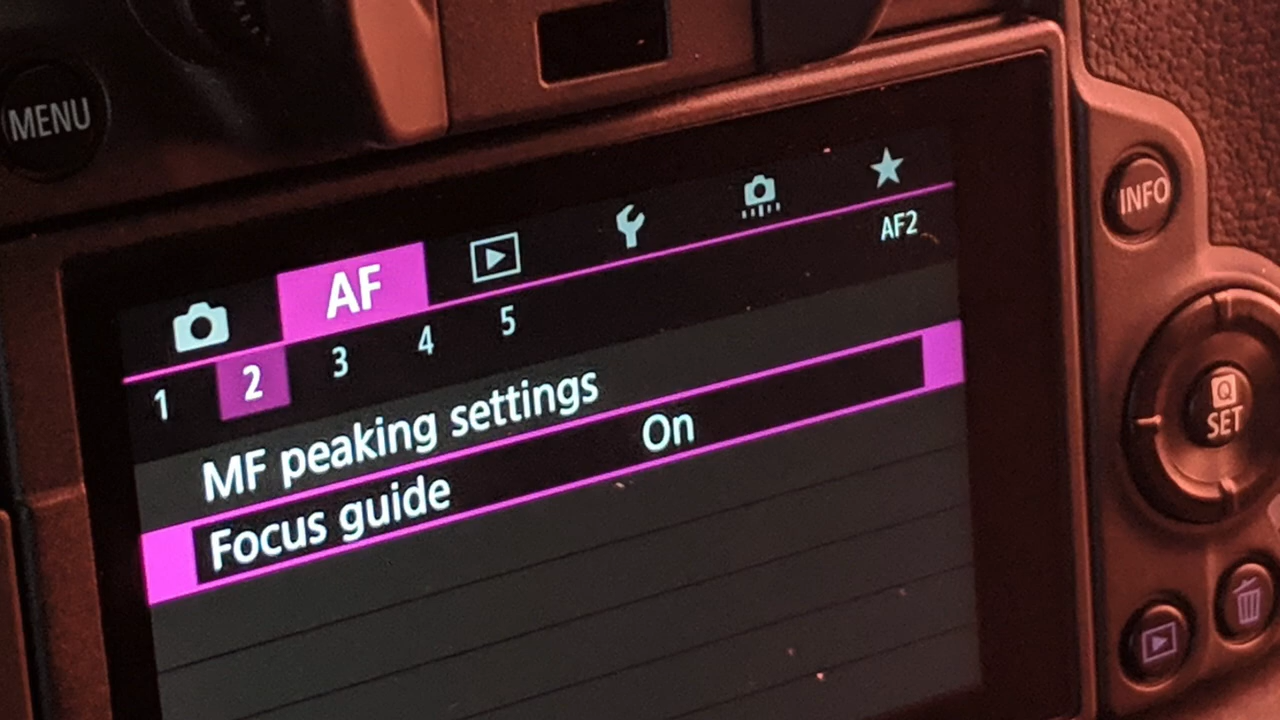 MENU
INFO
AF
AF2
1 2 3 4 5
MF peaking settings
Focus guide On
Q
SET